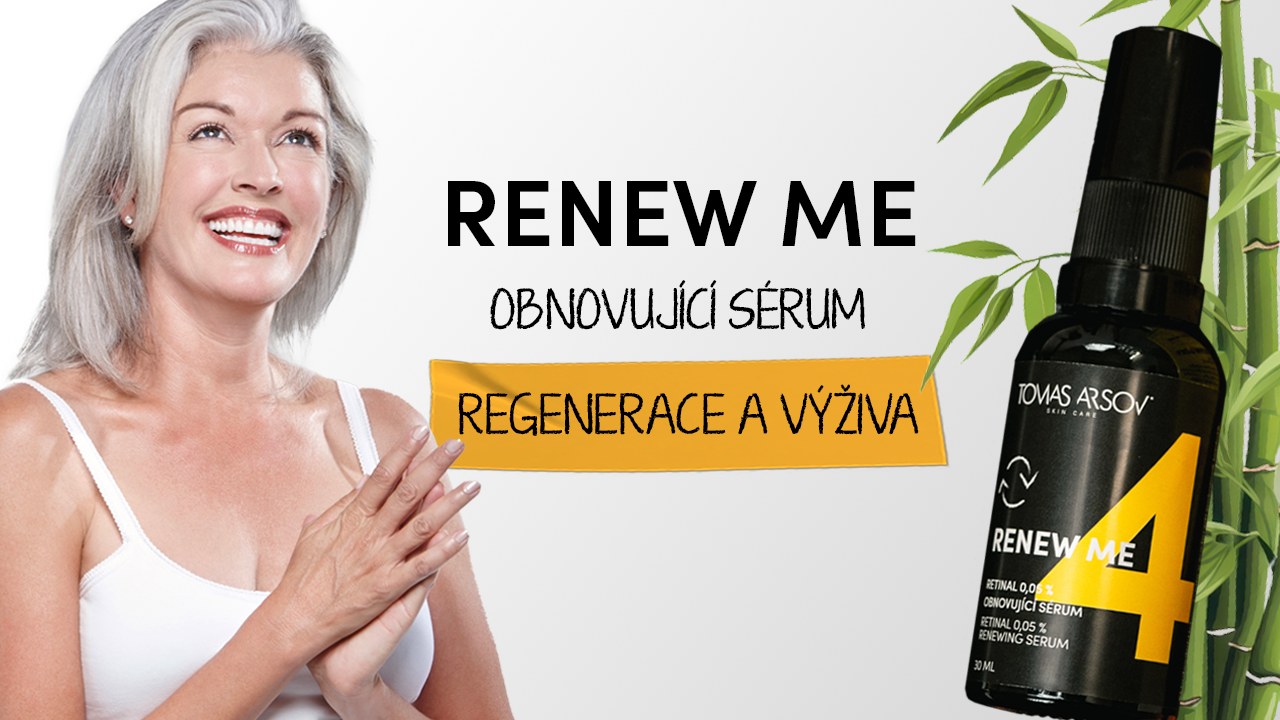 RENEW ME
OBNOVUJÍCÍ SÉRUM
REGENERACE A VÝŽIVA
TOMAS ARSOV
SKIN CARE
4
RENEW ME
RETINAL 0,05 %
OBNOVUJÍCÍ SÉRUM
RETINAL 0,05 %
RENEWING SERUM
30 ML